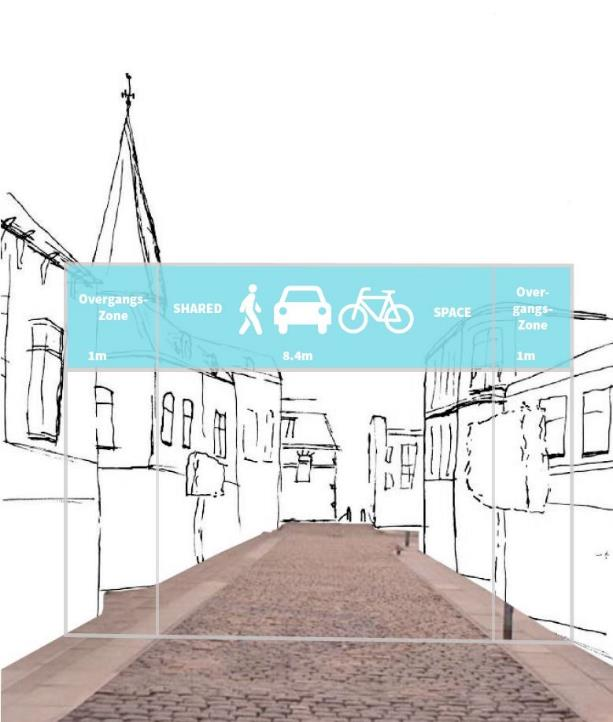 Overgangs-
Zone
1m
SHARED
8.4m
SPACE
Over-
gangs-
Zone
1m